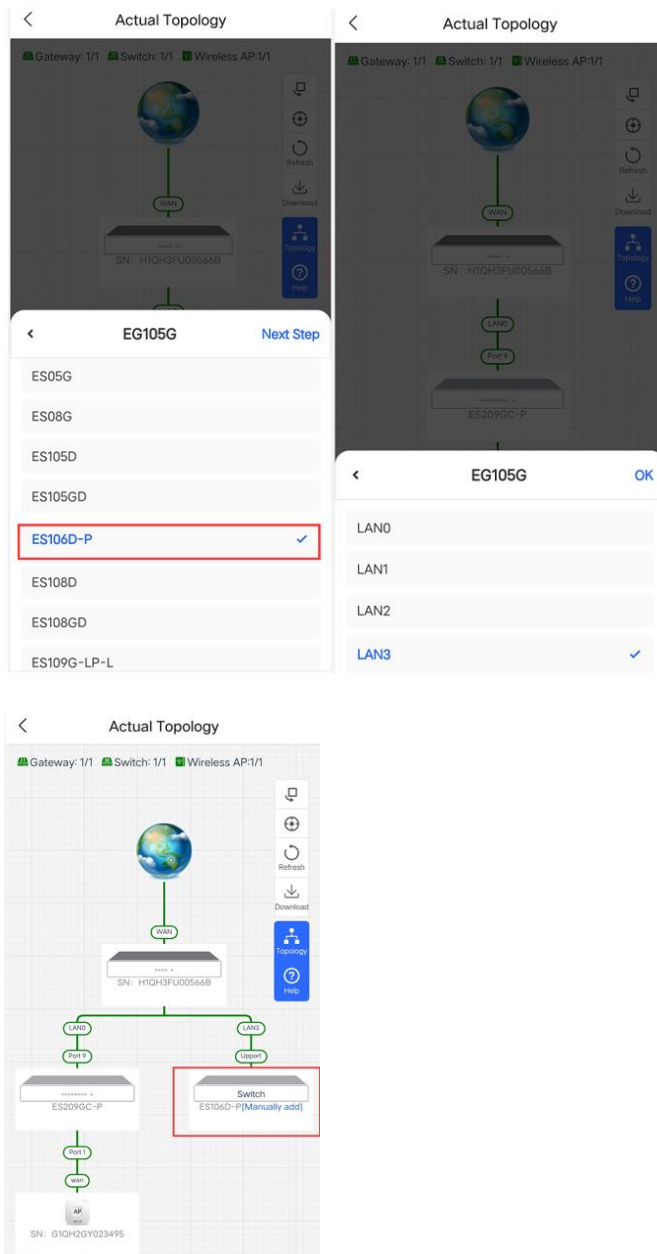 Actual Topology
Gateway: 1/1 Switch: 1/1 Wireless AP:1/1
Refresh
Download
WAN
Topology
SN: H1QH3FU00566B
Help
EG105G Next Step
ES05G
ES08G
ES105D
ES105GD
ES106D-P
ES108D
ES108GD
ES109G-LP-L
Actual Topology
Gateway: 1/1 Switch: 1/1 Wireless AP:1/1
Refresh
Download
WAN
Topology
SN: H1QH3FU00566B
Help
LAN0
Port 9
ES209GC-P
EG105G OK
LAN0
LAN1
LAN2
LAN3
Actual Topology
Gateway: 1/1 Switch: 1/1 Wireless AP:1/1
Refresh
Download
WAN
Topology
SN: H1QH3FU00566B
Help
LAN0 LAN3
Port 9 Upport
Switch
ES209GC-P ES106D-P[Manually add]
Port 1
wan
AP
SN: G1QH2GY023495